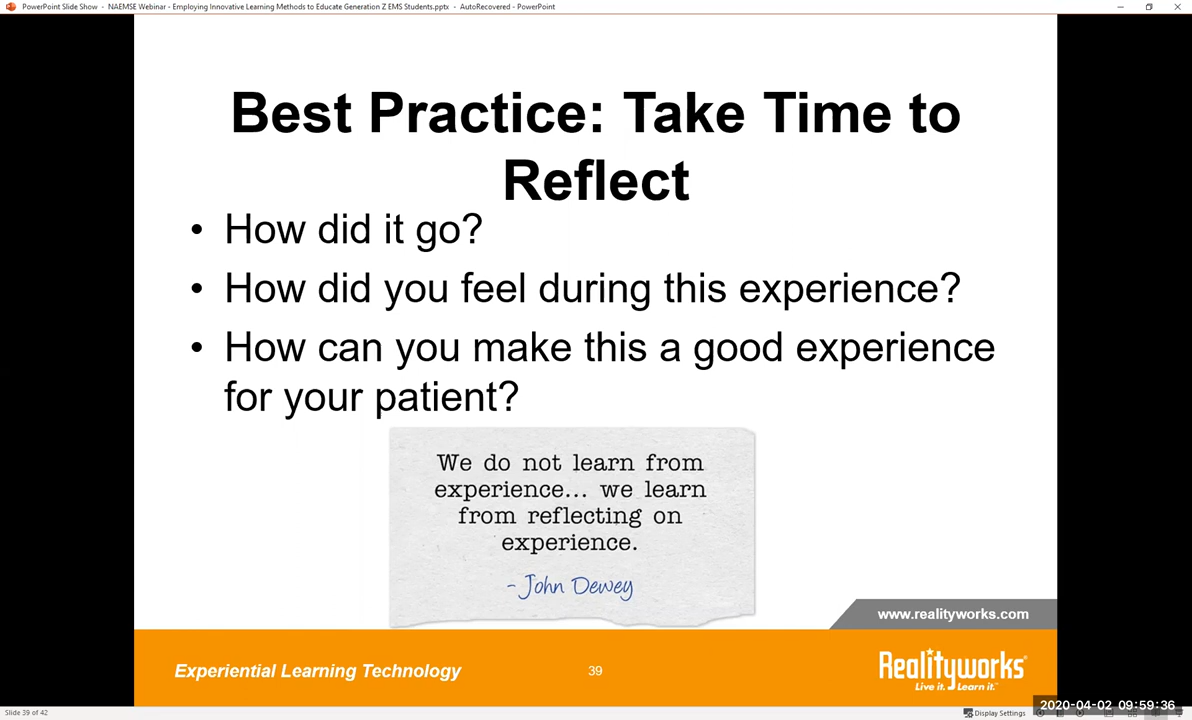 PowerPoint Slide Show - NAEMSE Webinar - Employing Innovative Learning Methods to Educate Generation Z EMS Students.pptx - AutoRecovered - PowerPoint
Best Practice: Take Time to
Reflect
• How did it go?
• How did you feel during this experience?
• How can you make this a good experience
for your patient?
We do not learn from
experience... we learn
from reflecting on
experience.
- John Dewey
www.realityworks.com
Experiential Learning Technology
39
Realityworks®
Live it. Learn it.™
2020-04-02 09:59:36
Slide 39 of 42
Display Settings